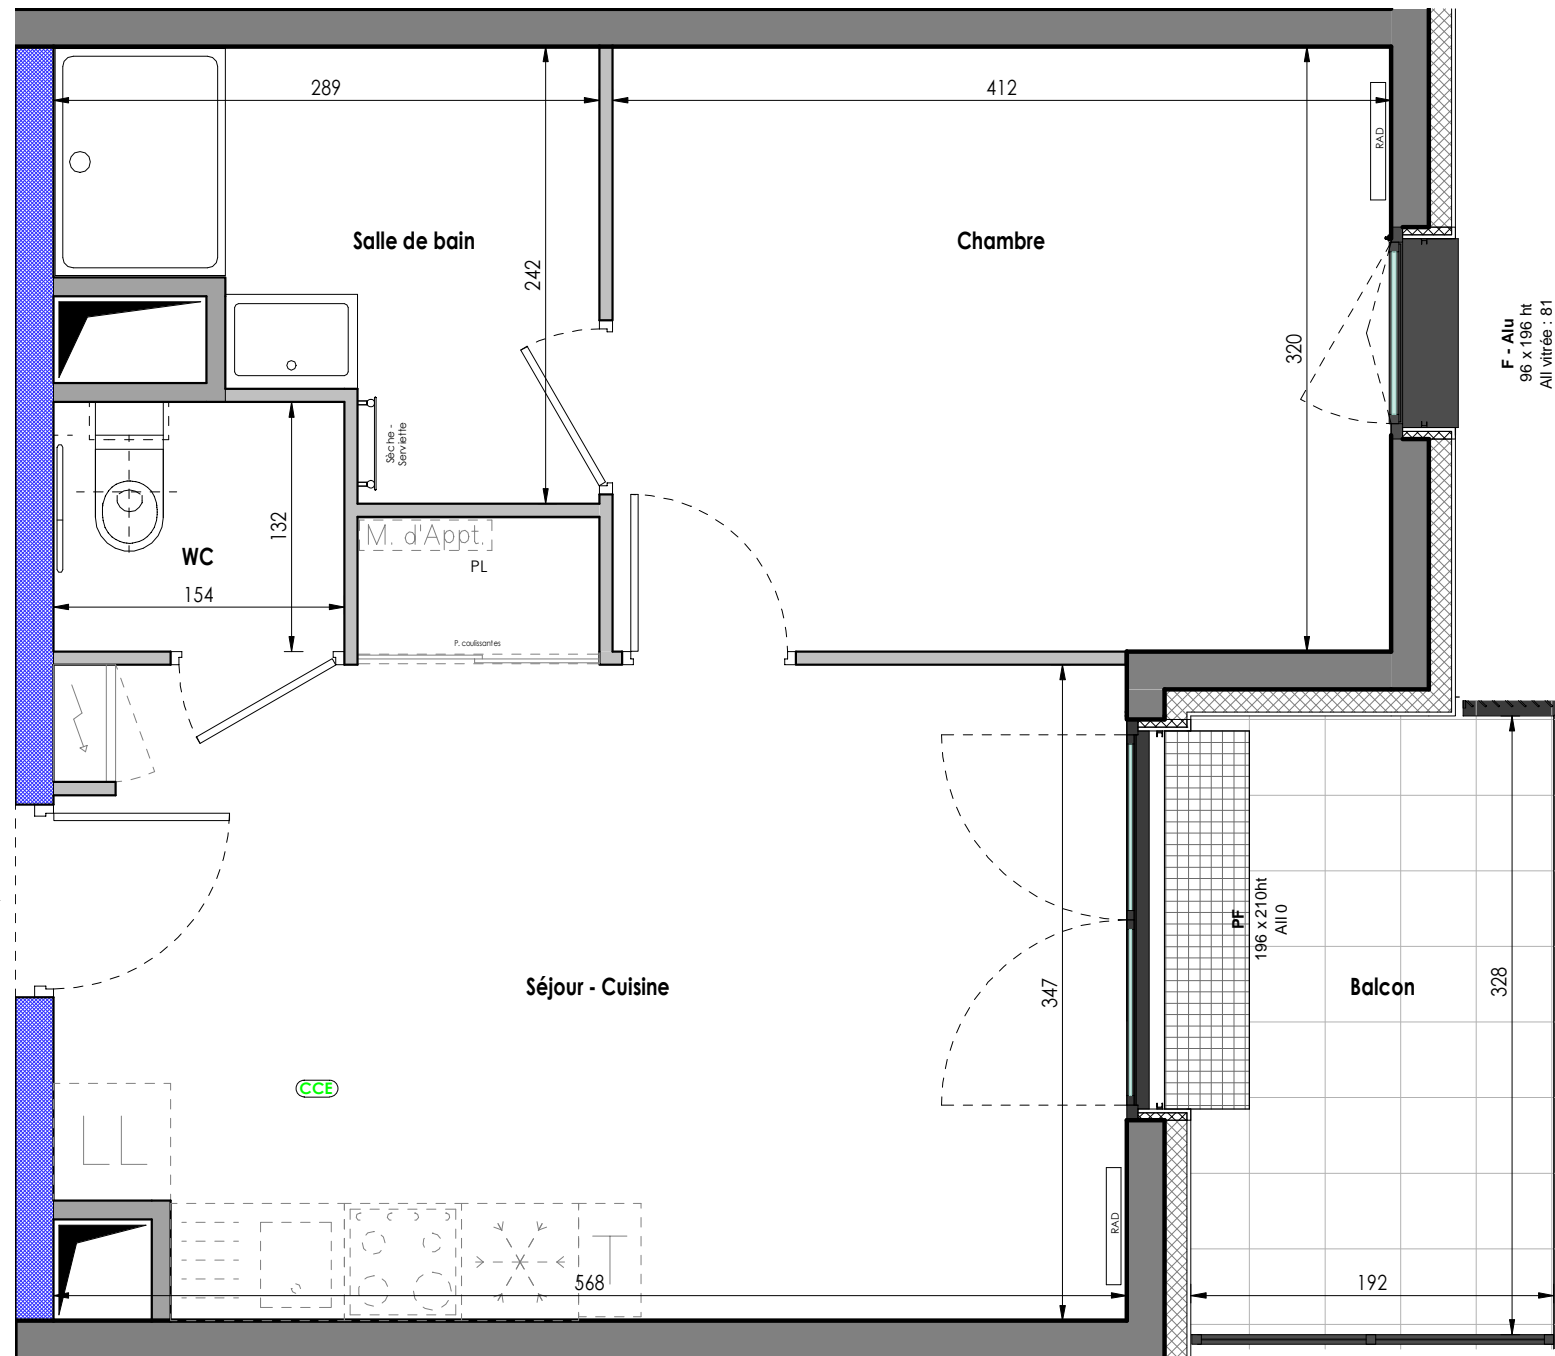 289
412
RAD
Salle de bain
Chambre
242
320
F - Alu
96 x 196 ht
All vitrée : 81
Sèche -
Serviette
132
M. d'Appt.
WC
PL
154
P. coulissantes
PF
196 x 210ht
All 0
Séjour - Cuisine
347
Balcon
328
CCE
LL
RAD
T
568
192